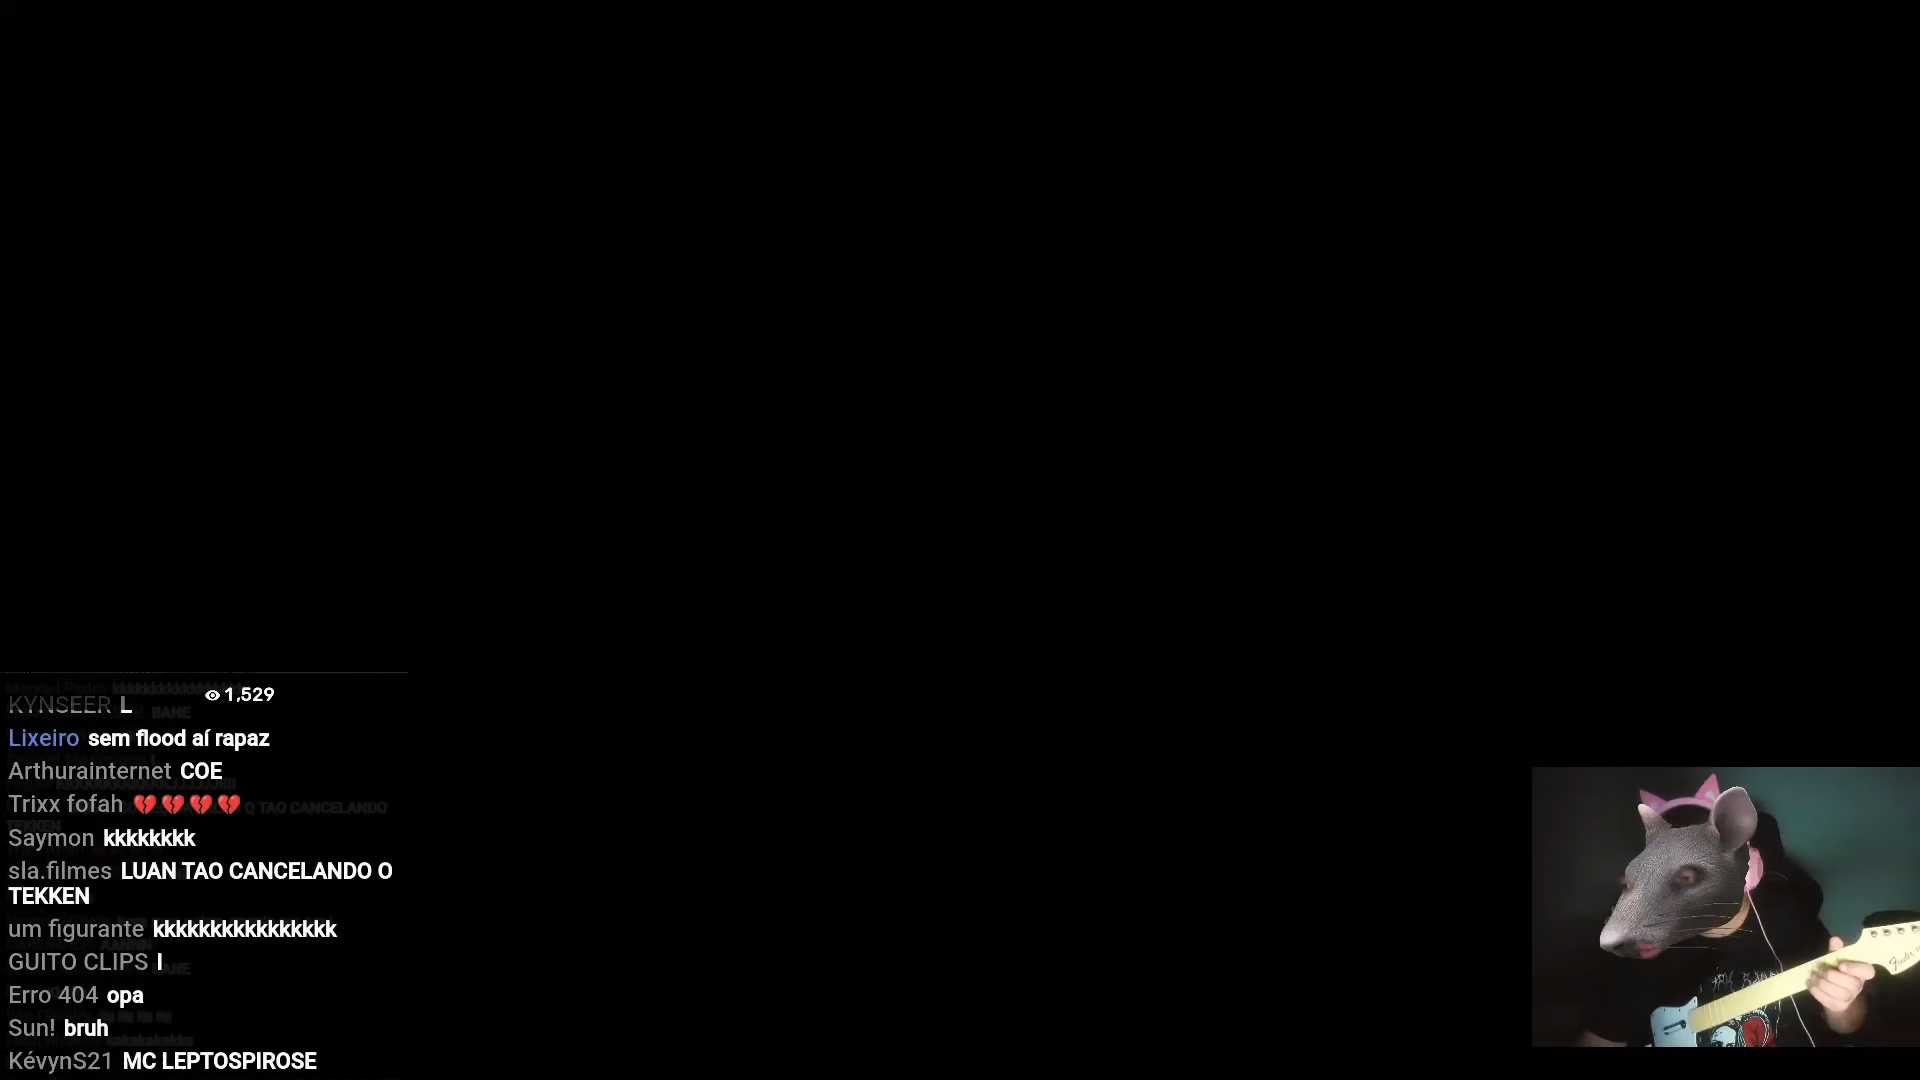 1,529
KYNSEER L
Lixeiro sem flood aí rapaz
Arthurainternet COE
Trixx fofah 💔💔💔💔
Saymon kkkkkkkk
sla.filmes LUAN TAO CANCELANDO O
TEKKEN
um figurante kkkkkkkkkkkkkkkk
GUITO CLIPS I
Erro 404 opa
Sun! bruh
KévynS21 MC LEPTOSPIROSE
Fender